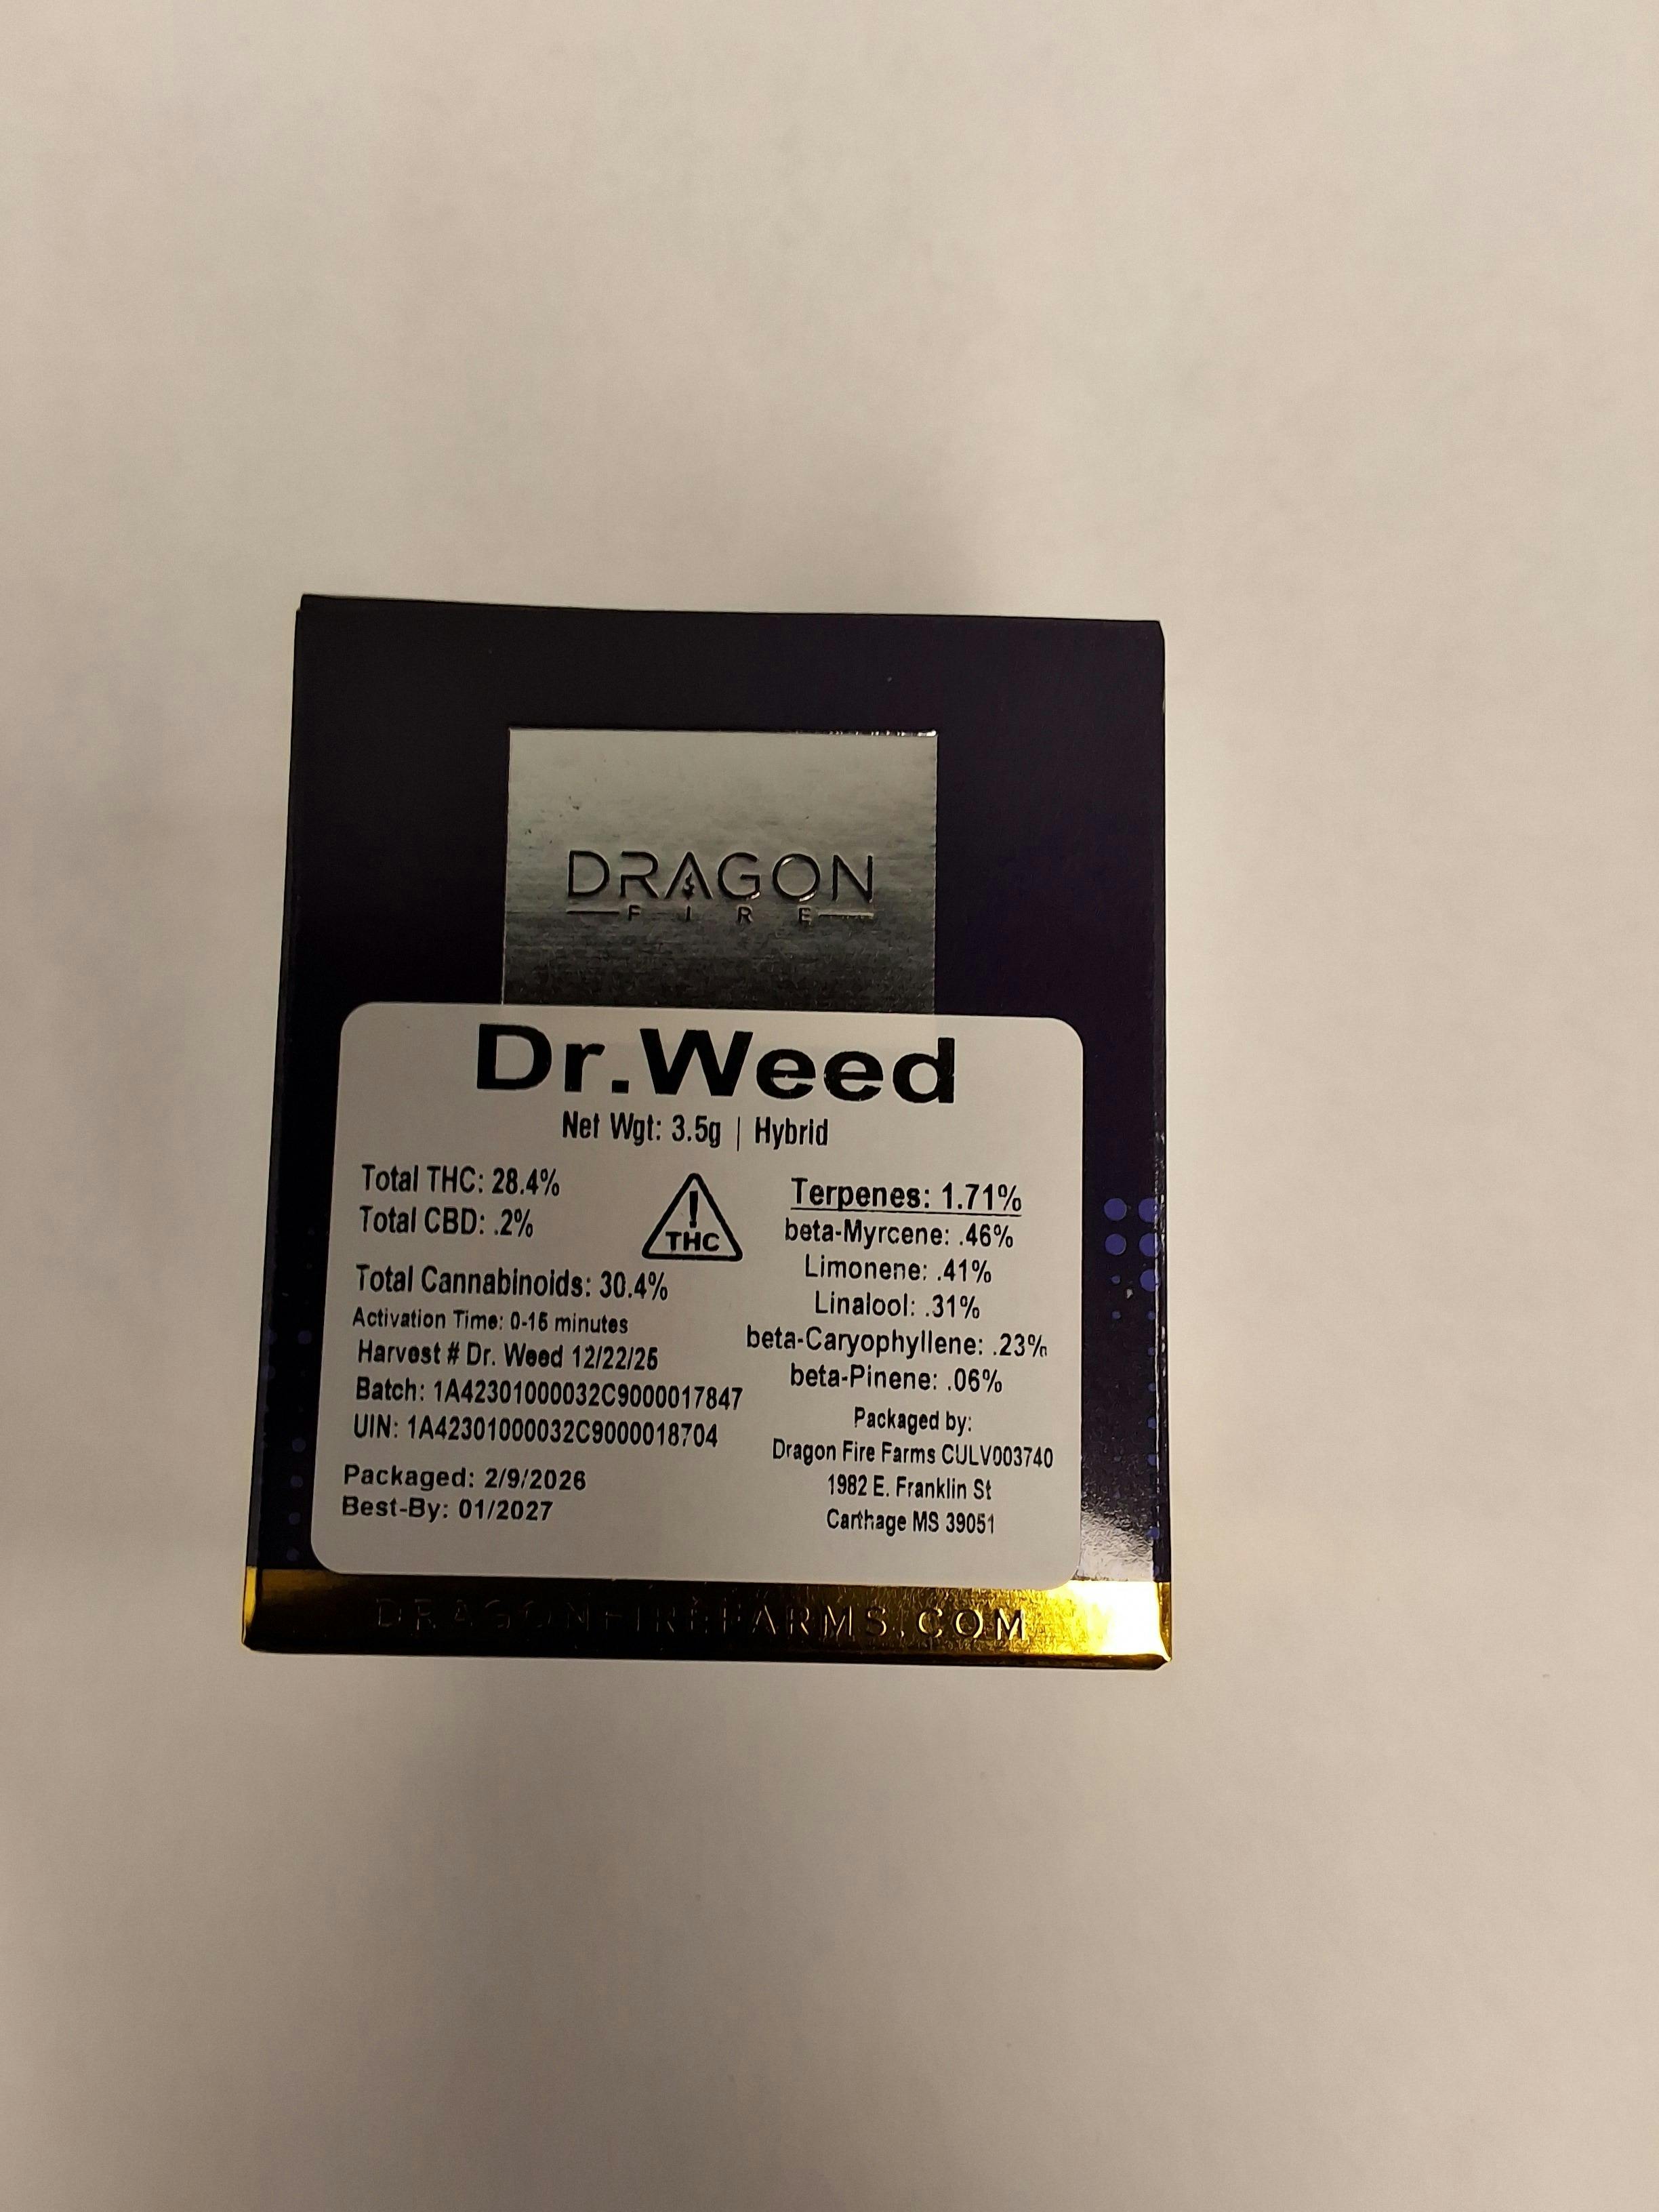 DRAGON
FIRE
Dr.Weed
Net Wgt: 3.5g | Hybrid
Total THC: 28.4%
Total CBD: .2%
Total Cannabinoids: 30.4%
Activation Time: 0-15 minutes
Harvest # Dr. Weed 12/22/25
Batch: 1A42301000032C9000017847
UIN: 1A42301000032C9000018704
Packaged: 2/9/2026
Best-By: 01/2027
!
THC
Terpenes: 1.71%
beta-Myrcene: .46%
Limonene: .41%
Linalool: .31%
beta-Caryophyllene: .23%
beta-Pinene: .06%
Packaged by:
Dragon Fire Farms CULV003740
1982 E. Franklin St
Carthage MS 39051
DRAGONFIREFARMS.COM